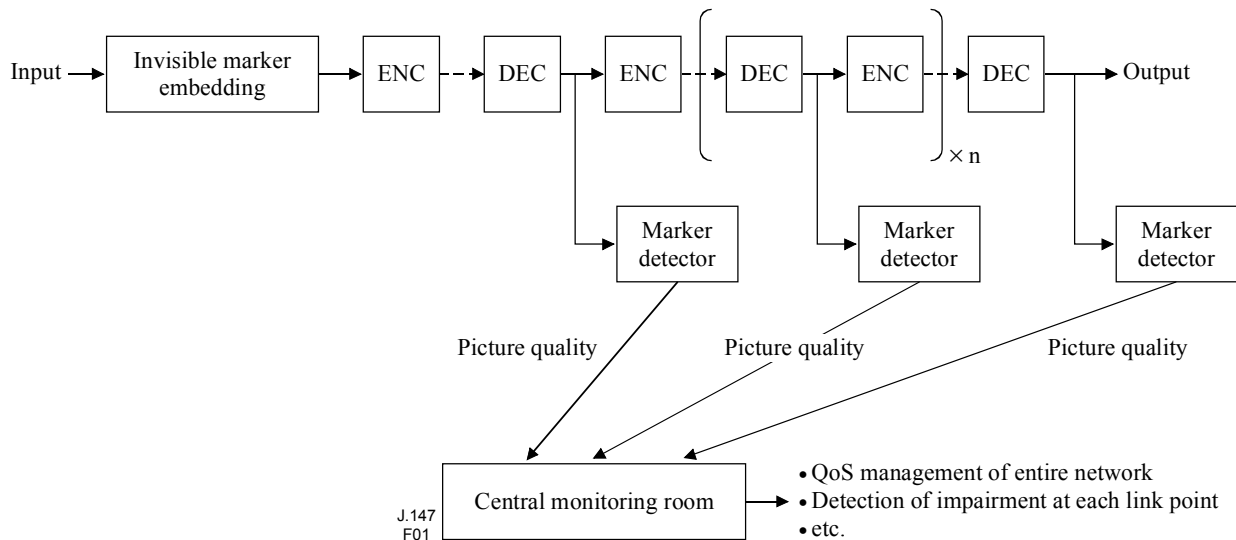 Input
Invisible marker
embedding
ENC
DEC
ENC
DEC
ENC
DEC
Output
× n
Marker
detector
Marker
detector
Marker
detector
Picture quality
Picture quality
Picture quality
Central monitoring room
• QoS management of entire network
• Detection of impairment at each link point
• etc.
J.147
F01